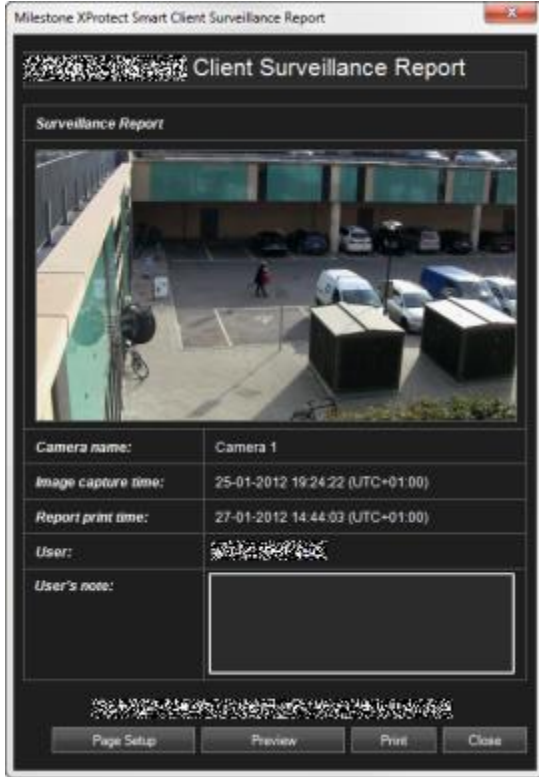 Milestone XProtect Smart Client Surveillance Report
Client Surveillance Report
Surveillance Report
Camera name: Camera 1
Image capture time: 25-01-2012 19:24:22 (UTC+01:00)
Report print time: 27-01-2012 14:44:03 (UTC+01:00)
User:
User's note:
Page Setup Preview Print Close